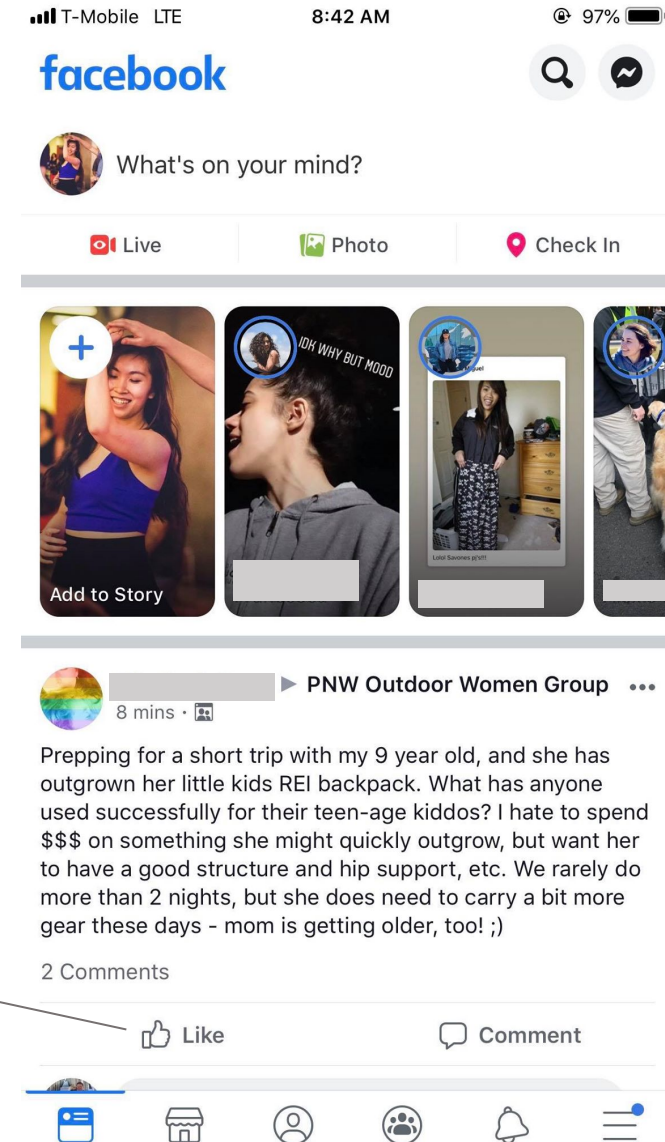 T-Mobile LTE 8:42 AM 97%
facebook
What's on your mind?
Live Photo Check In
IDK WHY BUT MOOD
Lolol Savones pj's!!!
Add to Story
PNW Outdoor Women Group
8 mins ·
Prepping for a short trip with my 9 year old, and she has
outgrown her little kids REI backpack. What has anyone
used successfully for their teen-age kiddos? I hate to spend
$$$ on something she might quickly outgrow, but want her
to have a good structure and hip support, etc. We rarely do
more than 2 nights, but she does need to carry a bit more
gear these days - mom is getting older, too! ;)
2 Comments
Like Comment